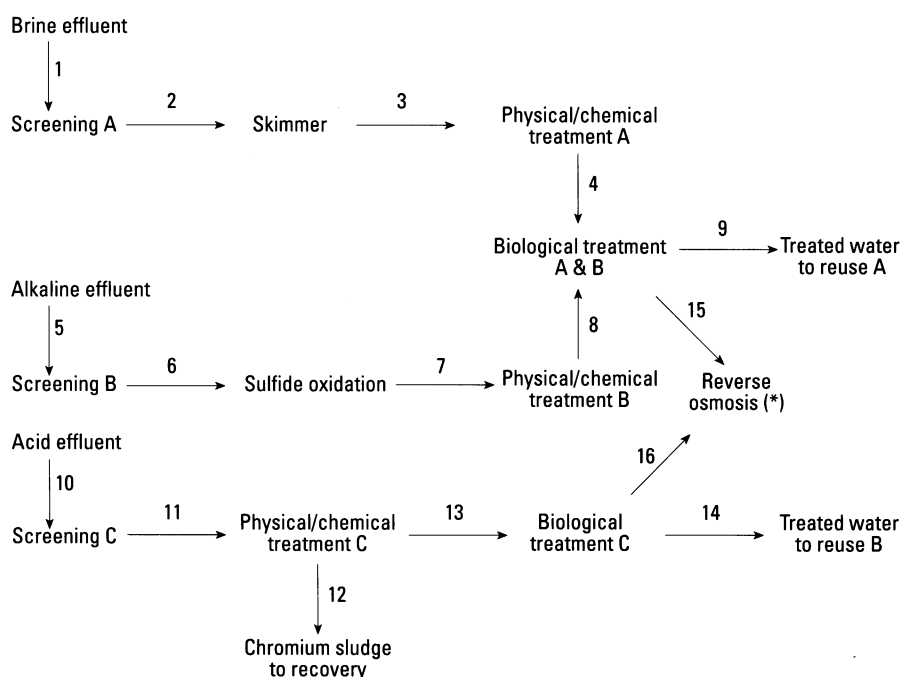 Brine effluent
1
2
3
Screening A
Skimmer
Physical/chemical
treatment A
4
Biological treatment
A & B
9
Treated water
to reuse A
Alkaline effluent
5
8
15
6
7
Screening B
Sulfide oxidation
Physical/chemical
treatment B
Reverse
osmosis (*)
Acid effluent
10
16
11
13
14
Screening C
Physical/chemical
treatment C
Biological
treatment C
Treated water
to reuse B
12
Chromium sludge
to recovery